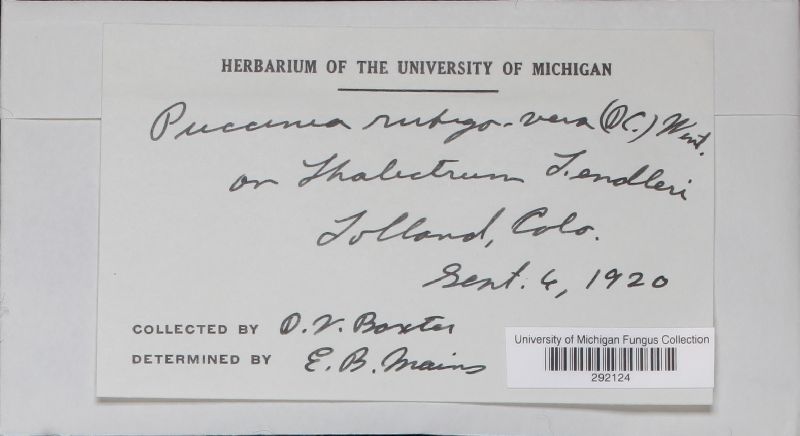 HERBARIUM OF THE UNIVERSITY OF MICHIGAN
Puccinia rubigo-vera (DC.) Wint.
on Thalictrum Fendleri
Tolland, Colo.
Sept. 6, 1920
COLLECTED BY D. V. Baxter
DETERMINED BY E. B. Mains
University of Michigan Fungus Collection
292124